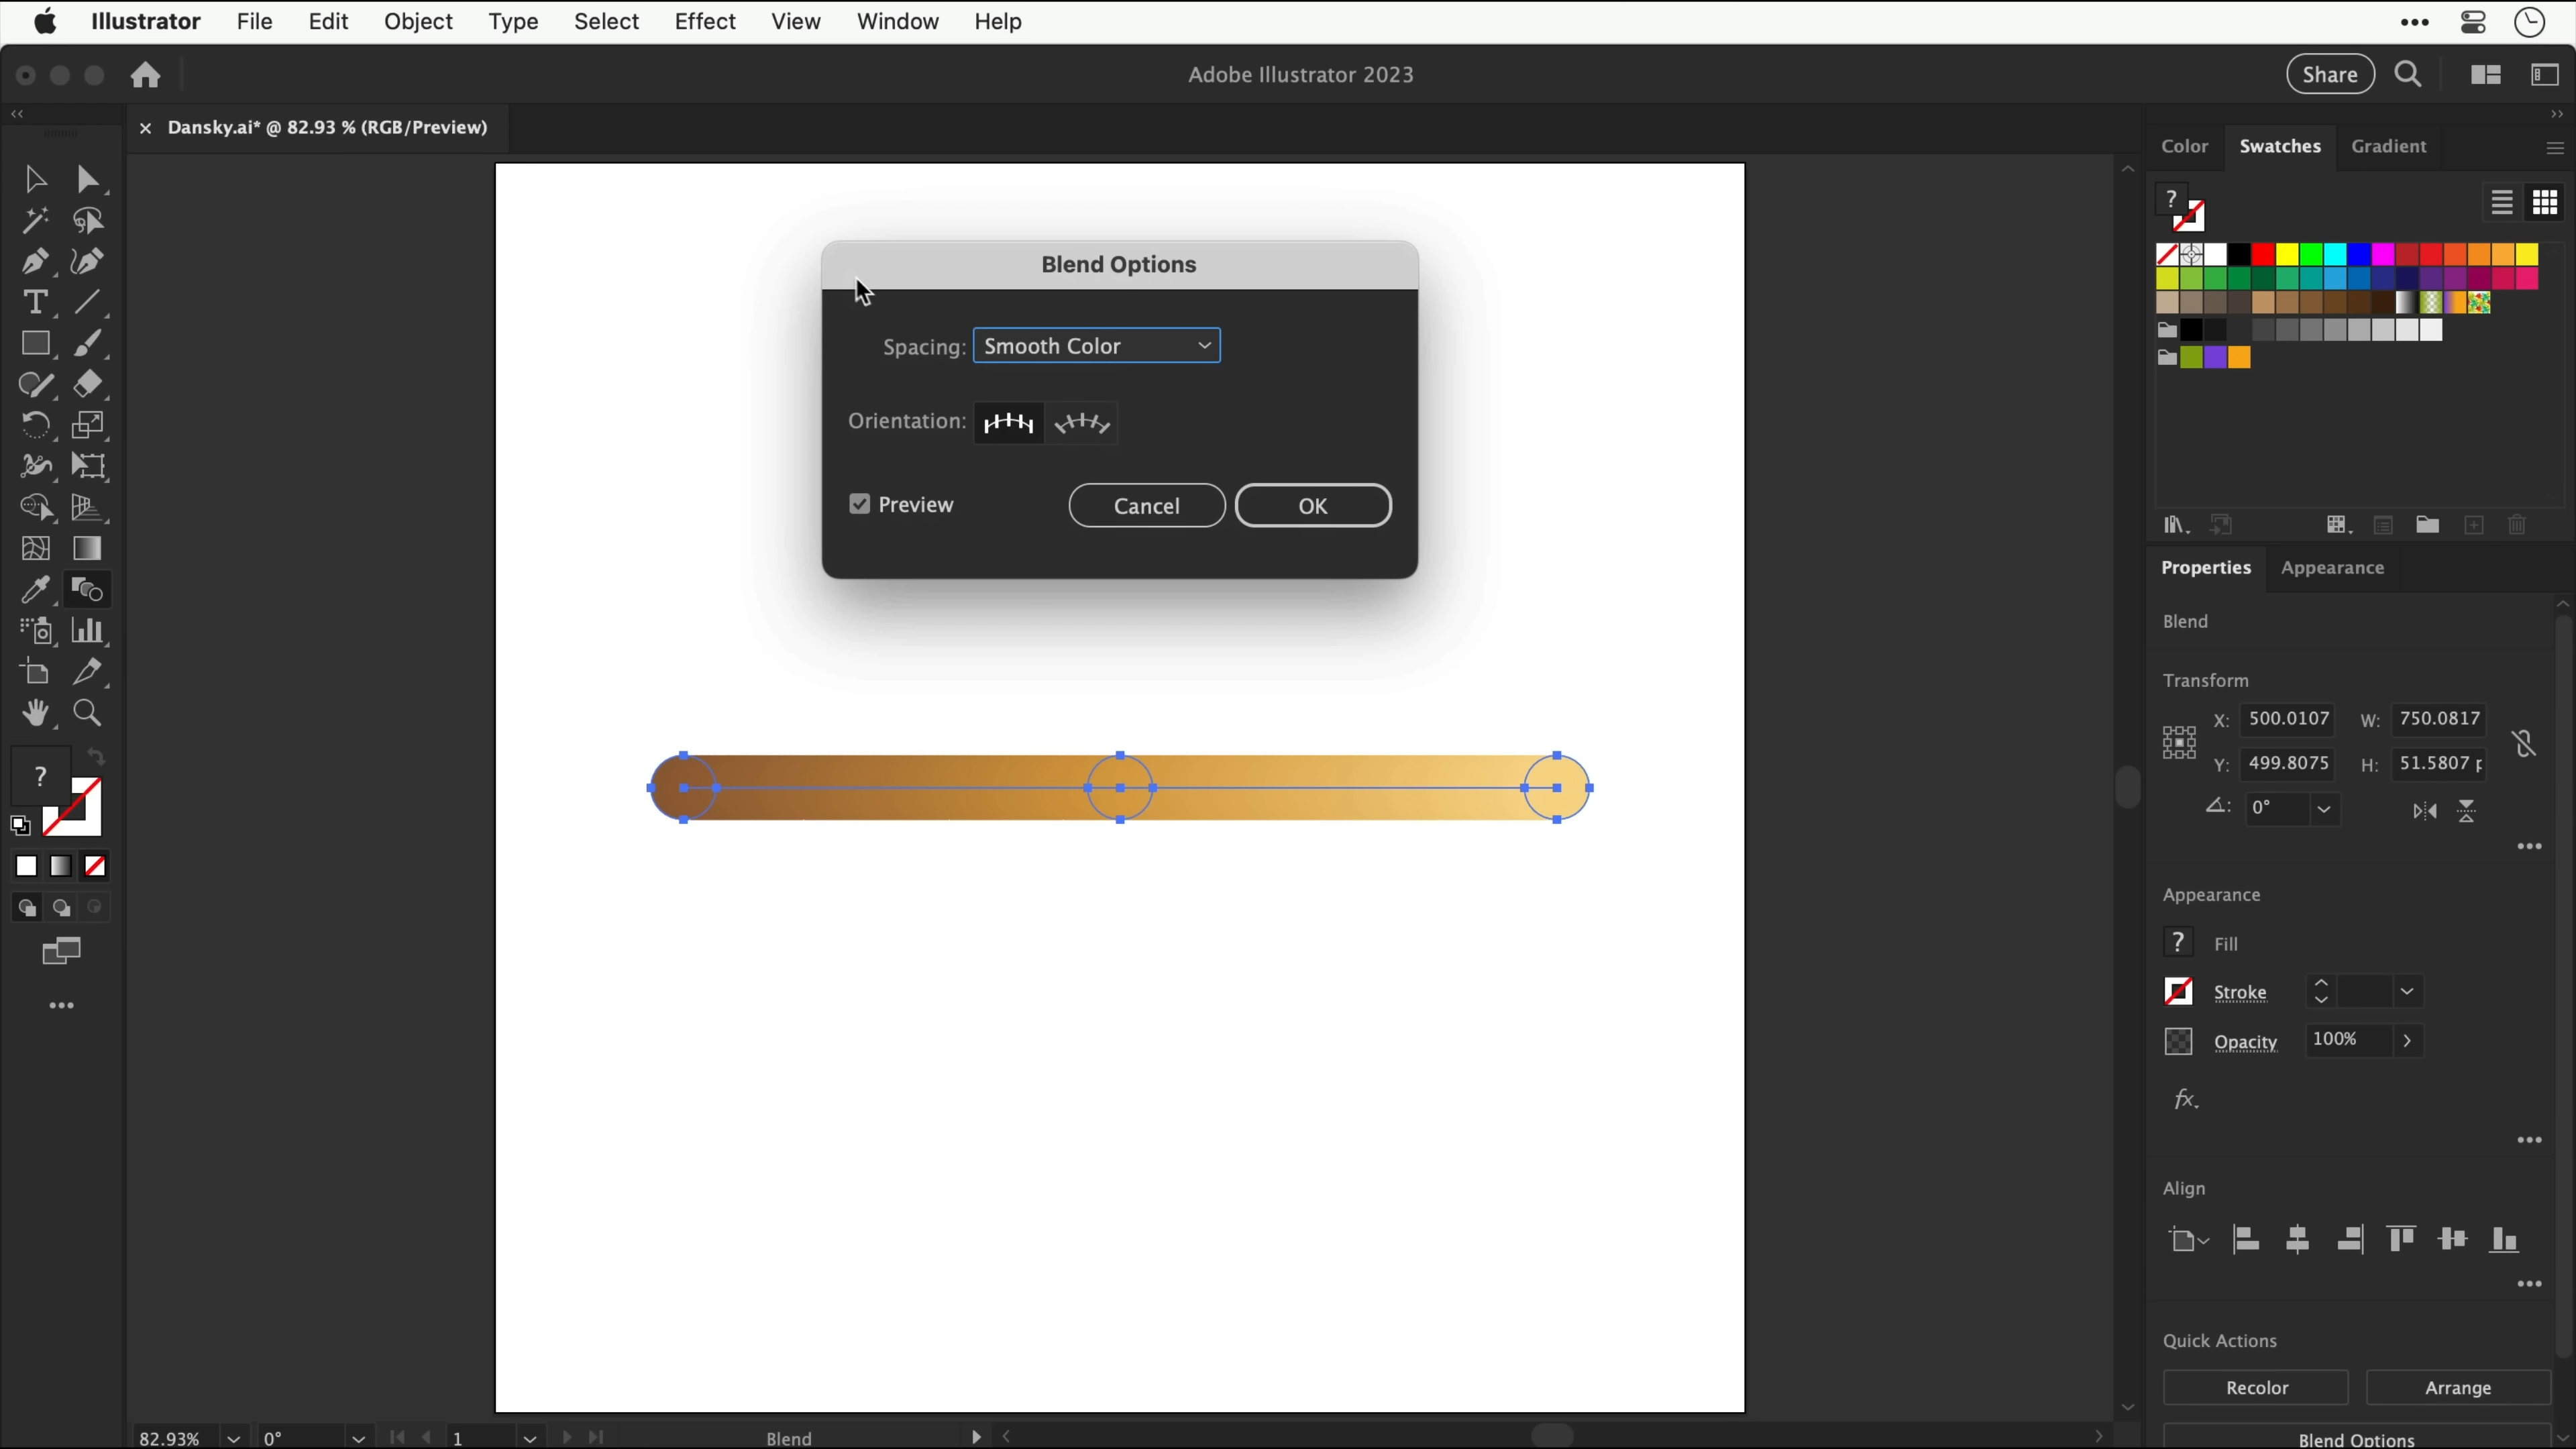 Illustrator File Edit Object Type Select Effect View Window Help
Adobe Illustrator 2023
Share
Dansky.ai* @ 82.93 % (RGB/Preview)
Color Swatches Gradient
?
Blend Options
Spacing: Smooth Color
Orientation:
Preview Cancel OK
Properties Appearance
Blend
Transform
X: 500.0107 W: 750.0817
Y: 499.8075 H: 51.5807 p
0°
?
Appearance
? Fill
Stroke
Opacity 100%
fx
Align
Quick Actions
Recolor Arrange
Blend Options
82.93% 0° 1 Blend